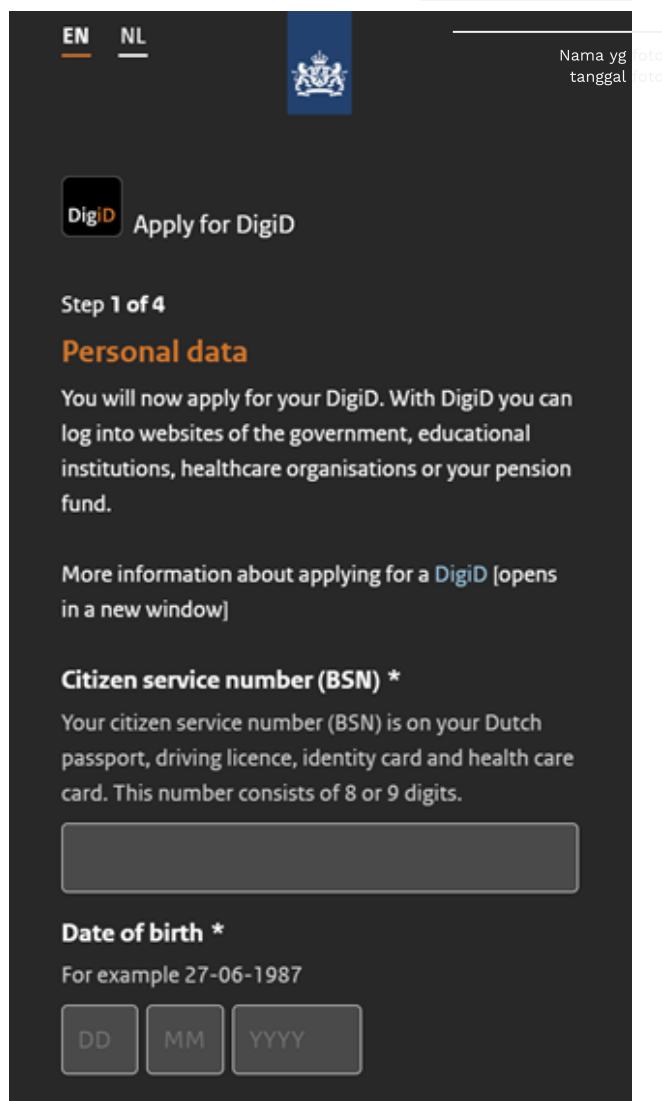 EN NL
Nama yg foto
tanggal foto
DigiD Apply for DigiD
Step 1 of 4
Personal data
You will now apply for your DigiD. With DigiD you can
log into websites of the government, educational
institutions, healthcare organisations or your pension
fund.
More information about applying for a DigiD [opens
in a new window]
Citizen service number (BSN) *
Your citizen service number (BSN) is on your Dutch
passport, driving licence, identity card and health care
card. This number consists of 8 or 9 digits.
Date of birth *
For example 27-06-1987
DD MM YYYY